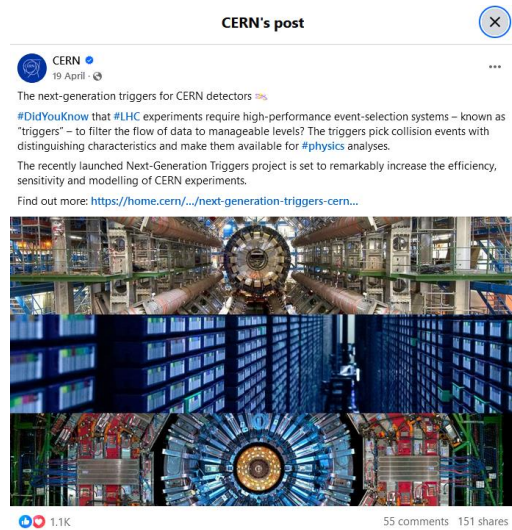 CERN's post
CERN
19 April
The next-generation triggers for CERN detectors
#DidYouKnow that #LHC experiments require high-performance event-selection systems – known as
"triggers" – to filter the flow of data to manageable levels? The triggers pick collision events with
distinguishing characteristics and make them available for #physics analyses.
The recently launched Next-Generation Triggers project is set to remarkably increase the efficiency,
sensitivity and modelling of CERN experiments.
Find out more: https://home.cern/.../next-generation-triggers-cern...
1.1K
55 comments 151 shares